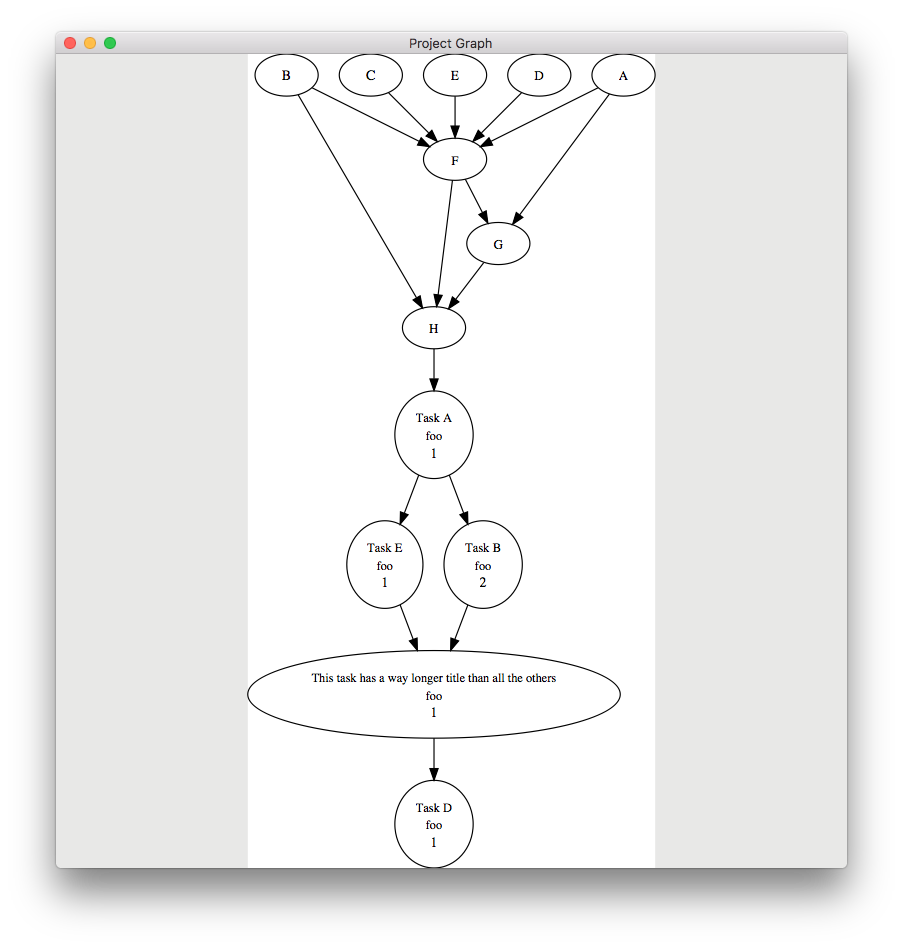 Project Graph
B
C
E
D
A
F
G
H
Task A
foo
1
Task E
foo
1
Task B
foo
2
This task has a way longer title than all the others
foo
1
Task D
foo
1